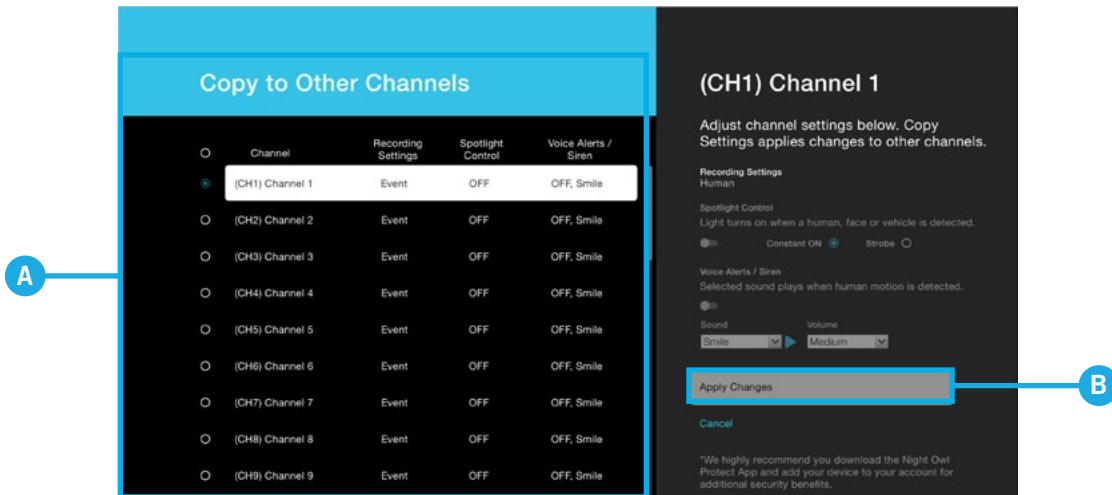 Copy to Other Channels
Channel Recording Settings Spotlight Control Voice Alerts / Siren
(CH1) Channel 1 Event OFF OFF, Smile
(CH2) Channel 2 Event OFF OFF, Smile
(CH3) Channel 3 Event OFF OFF, Smile
(CH4) Channel 4 Event OFF OFF, Smile
(CH5) Channel 5 Event OFF OFF, Smile
(CH6) Channel 6 Event OFF OFF, Smile
(CH7) Channel 7 Event OFF OFF, Smile
(CH8) Channel 8 Event OFF OFF, Smile
(CH9) Channel 9 Event OFF OFF, Smile
A
(CH1) Channel 1
Adjust channel settings below. Copy
Settings applies changes to other channels.
Recording Settings
Human
Spotlight Control
Light turns on when a human, face or vehicle is detected.
Constant ON Strobe
Voice Alerts / Siren
Selected sound plays when human motion is detected.
Sound Volume
Smile Medium
Apply Changes
B
Cancel
*We highly recommend you download the Night Owl
Protect App and add your device to your account for
additional security benefits.